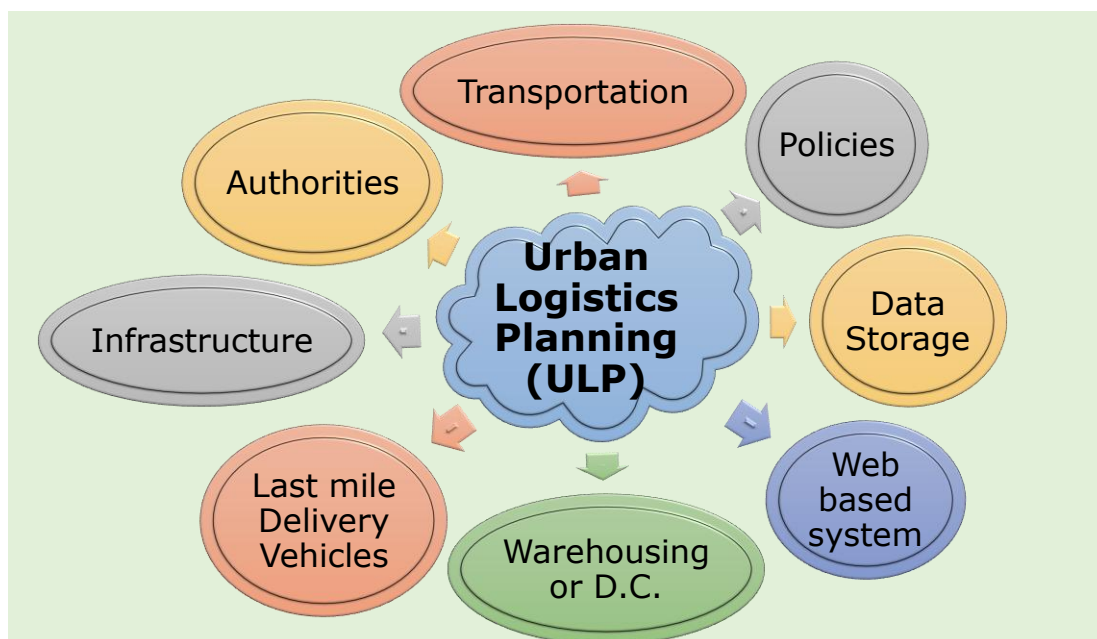 Transportation
Policies
Authorities
Urban
Logistics
Planning
(ULP)
Data
Storage
Infrastructure
Web
based
system
Last mile
Delivery
Vehicles
Warehousing
or D.C.